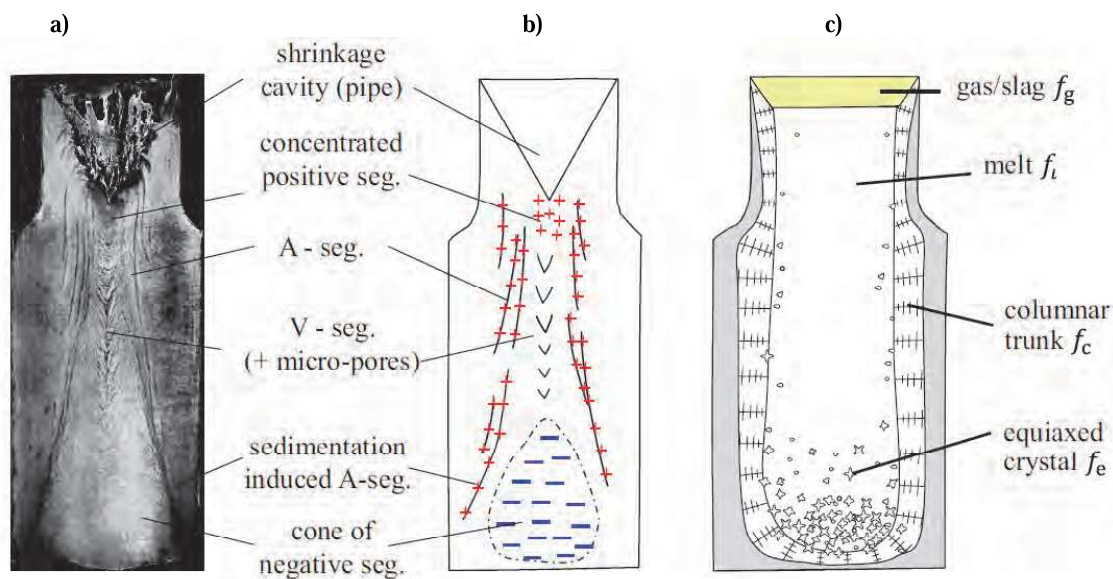 a)
b)
c)
shrinkage
cavity (pipe)
concentrated
positive seg.
A - seg.
V - seg.
(+ micro-pores)
sedimentation
induced A-seg.
cone of
negative seg.
gas/slag fg
melt fι
columnar
trunk fc
equiaxed
crystal fe